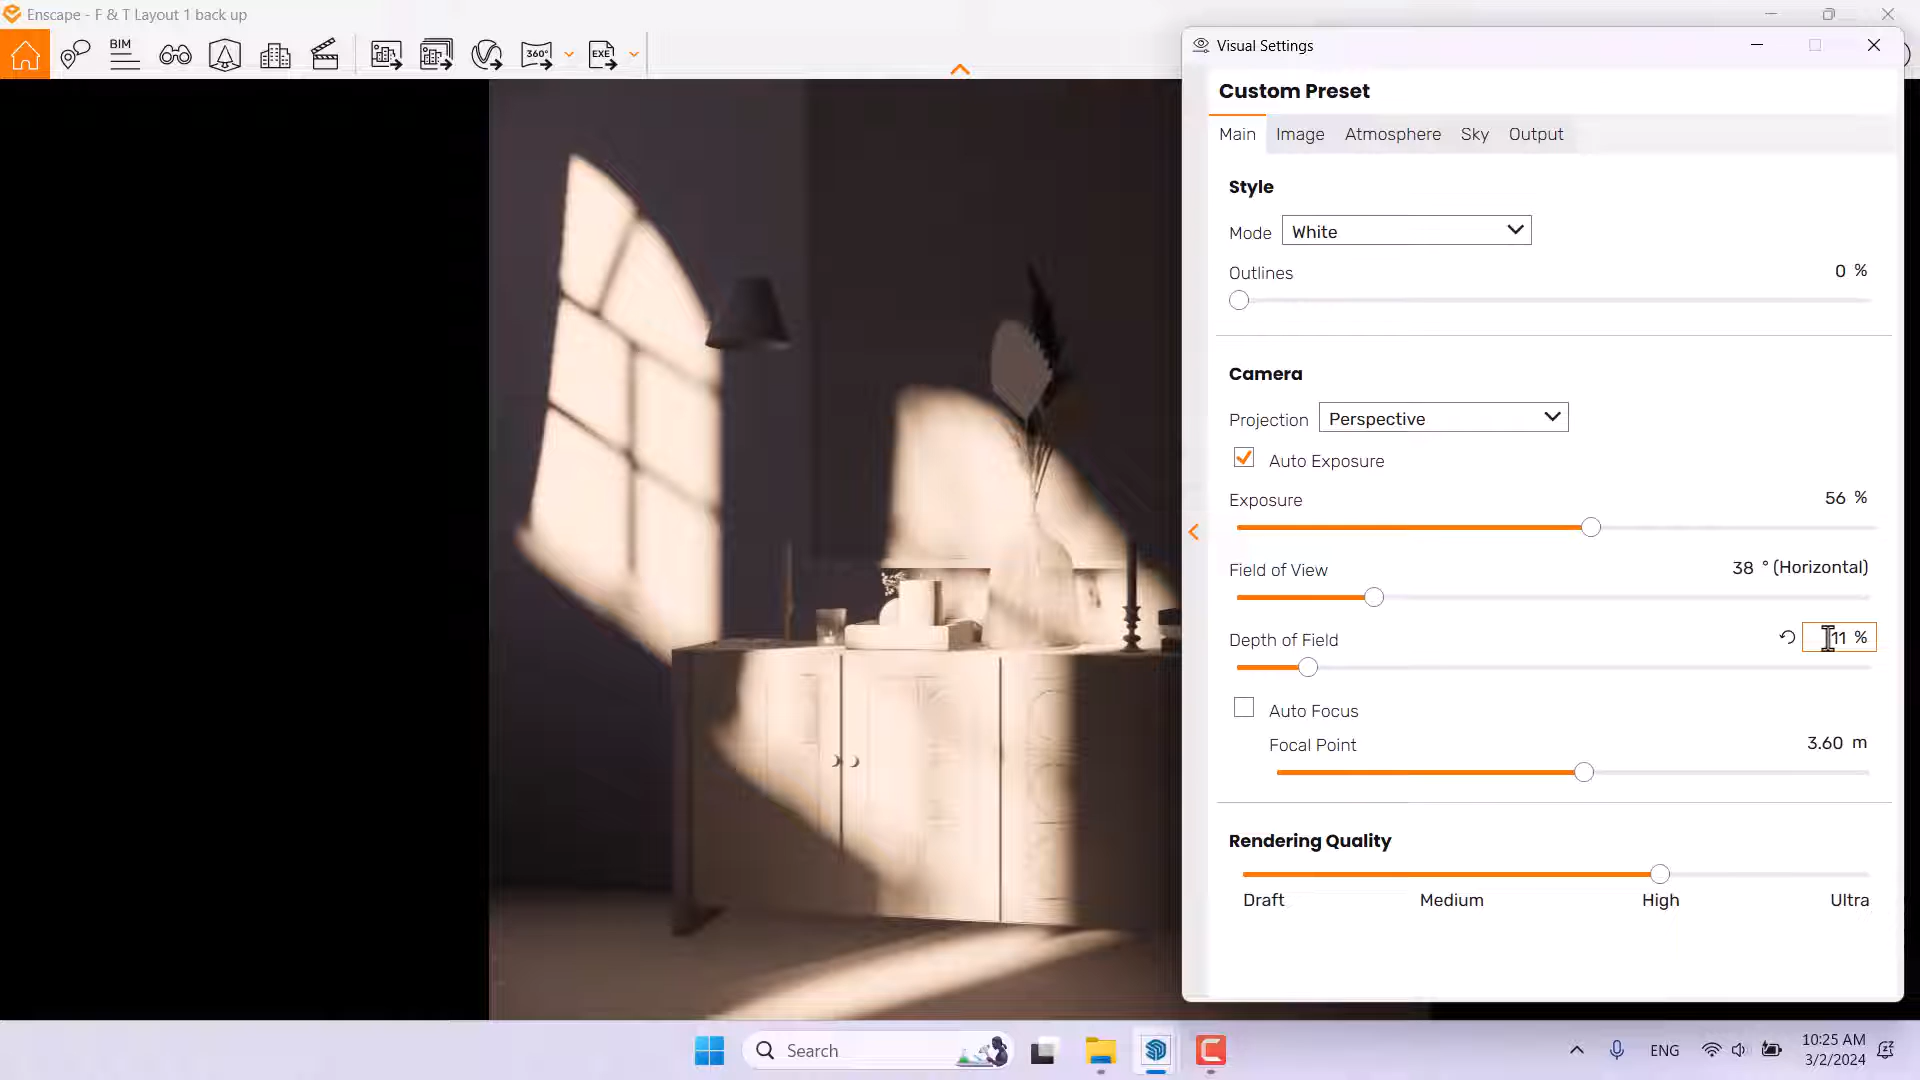 Enscape - F & T Layout 1 back up
BIM
360°
EXE
Visual Settings
Custom Preset
Main Image Atmosphere Sky Output
Style
Mode White
Outlines 0 %
Camera
Projection Perspective
Auto Exposure
Exposure 56 %
Field of View 38 ° (Horizontal)
Depth of Field 11 %
Auto Focus
Focal Point 3.60 m
Rendering Quality
Draft Medium High Ultra
Search
ENG
10:25 AM
3/2/2024